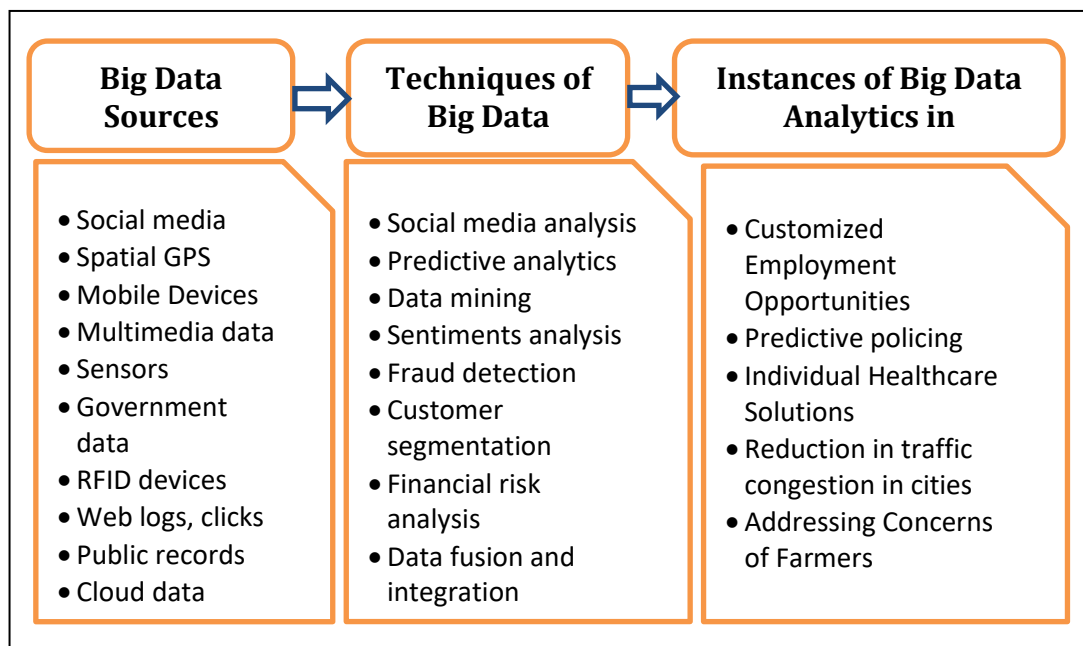 Big Data
Sources
Techniques of
Big Data
Instances of Big Data
Analytics in
• Social media
• Spatial GPS
• Mobile Devices
• Multimedia data
• Sensors
• Government
data
• RFID devices
• Web logs, clicks
• Public records
• Cloud data
• Social media analysis
• Predictive analytics
• Data mining
• Sentiments analysis
• Fraud detection
• Customer
segmentation
• Financial risk
analysis
• Data fusion and
integration
• Customized
Employment
Opportunities
• Predictive policing
• Individual Healthcare
Solutions
• Reduction in traffic
congestion in cities
• Addressing Concerns
of Farmers